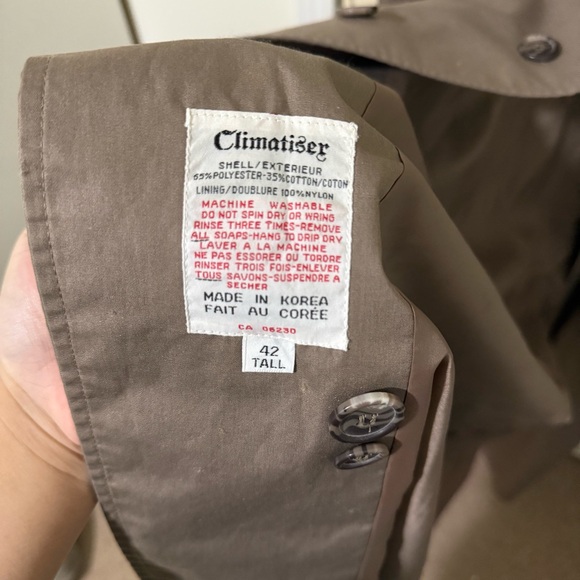 Climatiser
SHELL/EXTERIEUR
65%POLYESTER-35%COTTON/COTON
LINING/DOUBLURE 100%NYLON
MACHINE WASHABLE
DO NOT SPIN DRY OR WRING
RINSE THREE TIMES-REMOVE
ALL SOAPS-HANG TO DRIP DRY
LAVER A LA MACHINE
NE PAS ESSORER OU TORDRE
RINSER TROIS FOIS-ENLEVER
TOUS SAVONS-SUSPENDRE A
SECHER
MADE IN KOREA
FAIT AU CORÉE
CA 06230
42
TALL